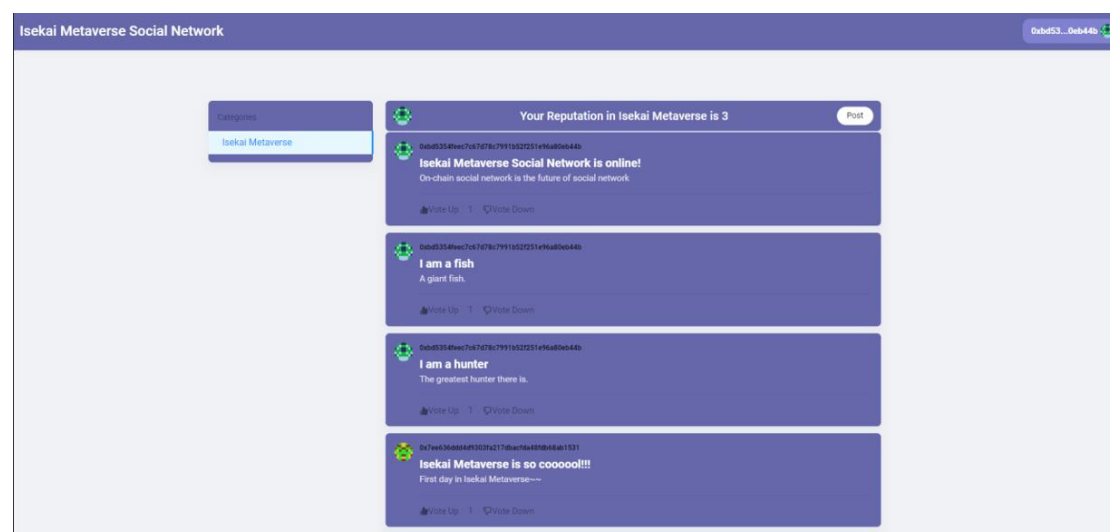 Isekai Metaverse Social Network
0xbd53...0eb44b
Categories
Isekai Metaverse
Your Reputation in Isekai Metaverse is 3
Post
0xbd5354feec7c67d78c7991b52f251e96a80eb44b
Isekai Metaverse Social Network is online!
On-chain social network is the future of social network
Vote Up 1 Vote Down
0xbd5354feec7c67d78c7991b52f251e96a80eb44b
I am a fish
A giant fish.
Vote Up 1 Vote Down
0xbd5354feec7c67d78c7991b52f251e96a80eb44b
I am a hunter
The greatest hunter there is.
Vote Up 1 Vote Down
Isekai Metaverse is so coooool!!!
First day in Isekai Metaverse~~
Vote Up 1 Vote Down